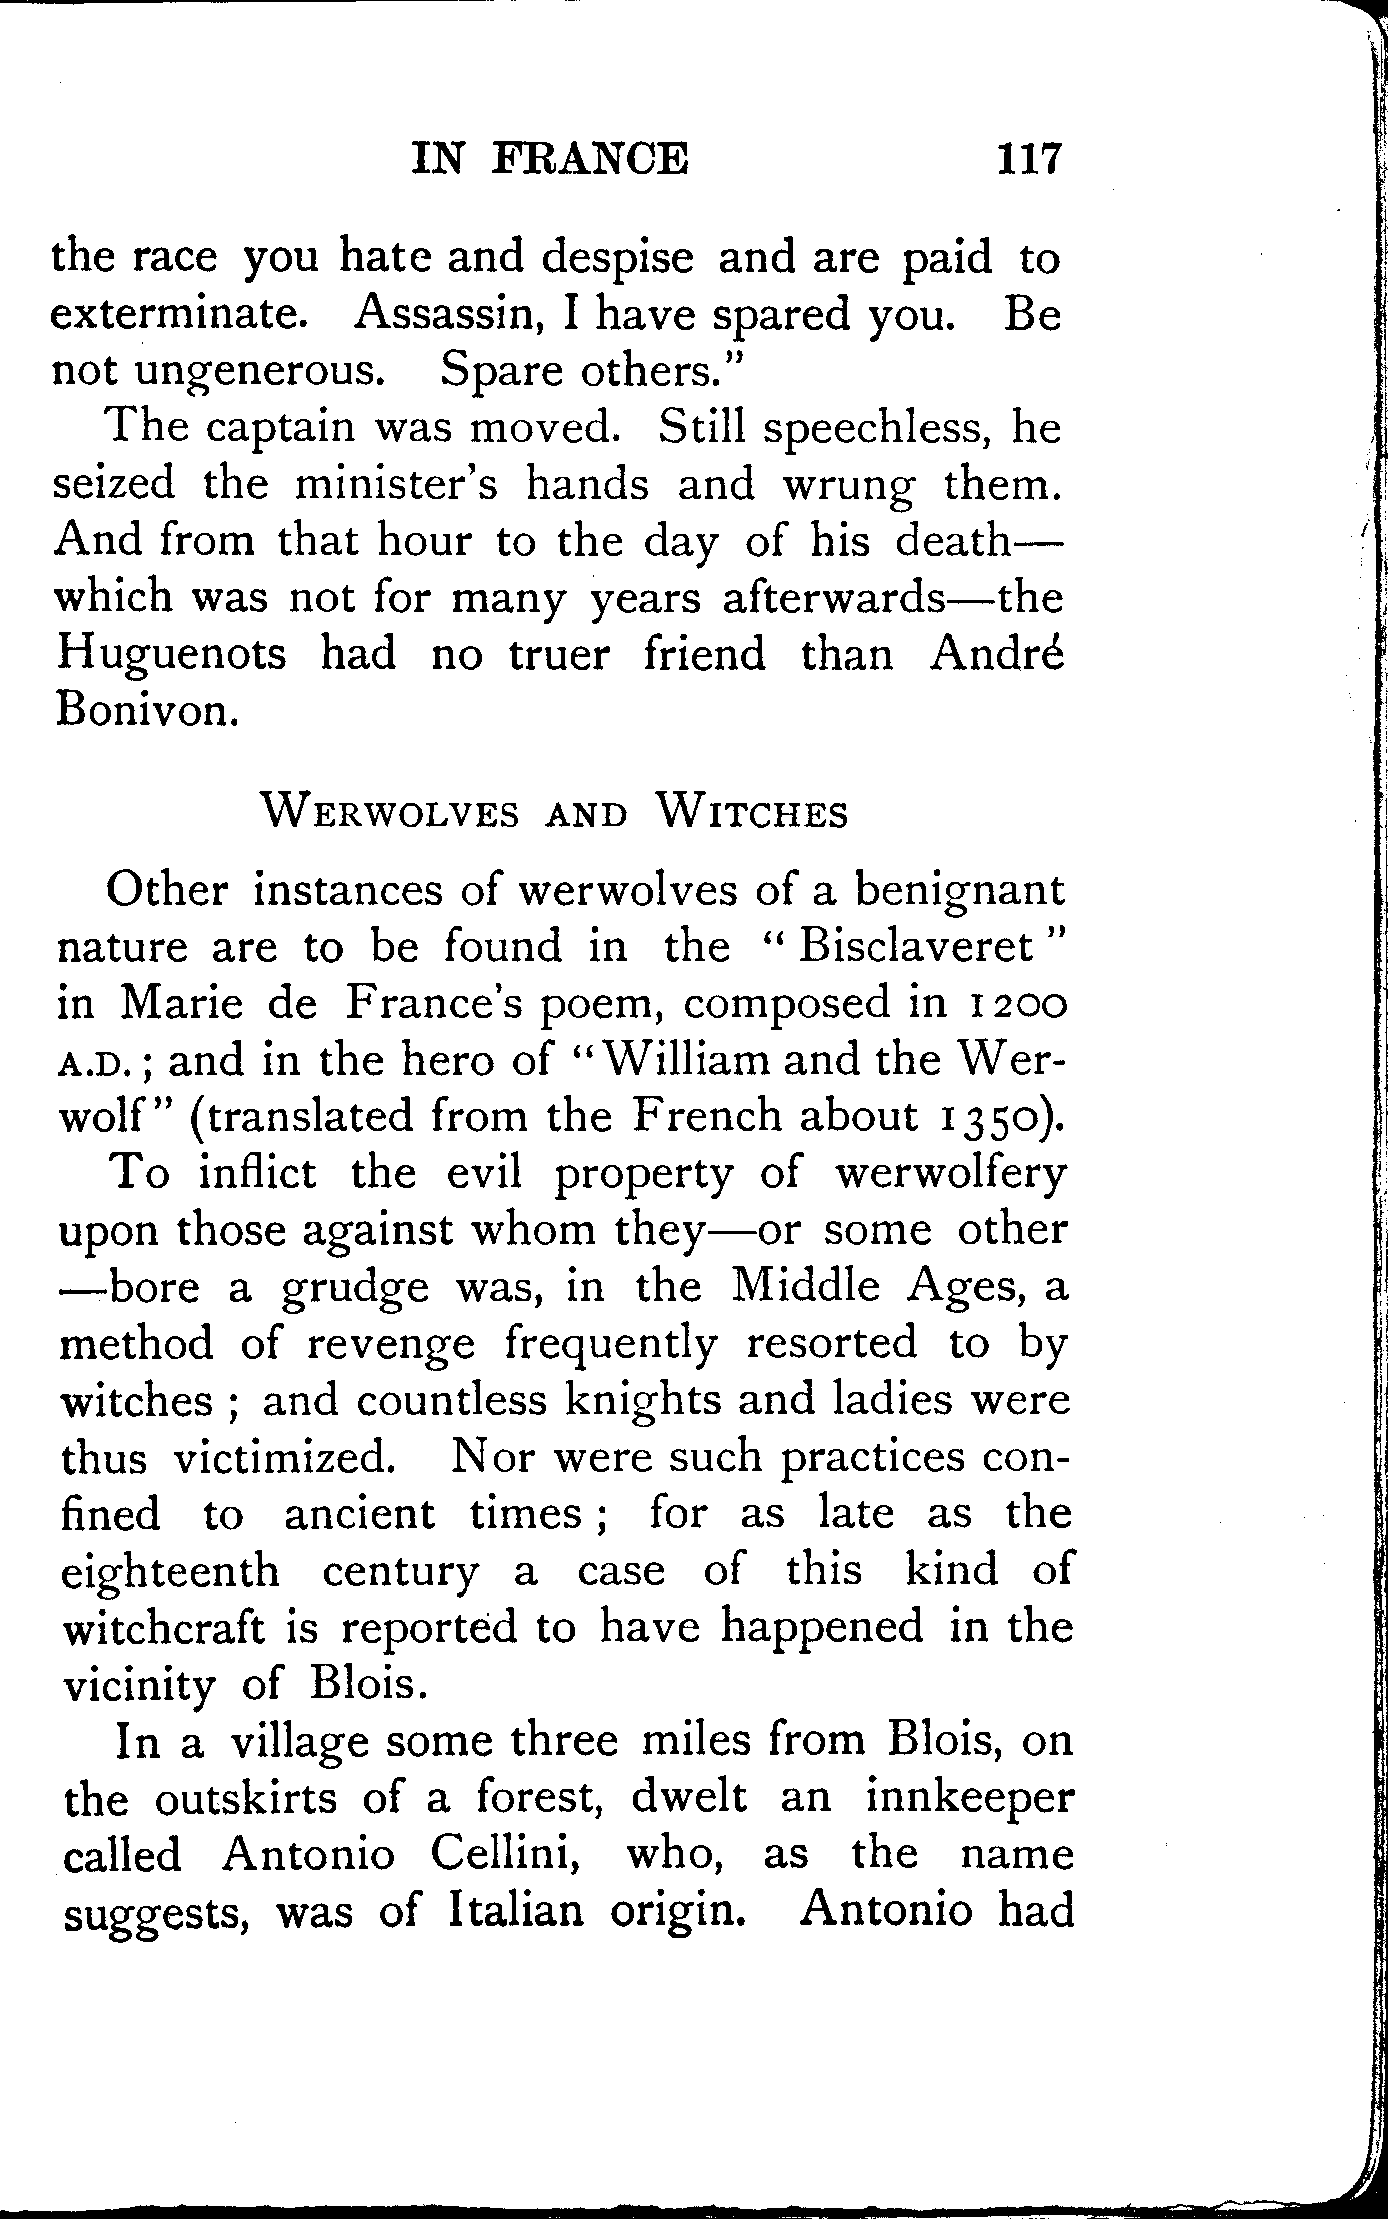 IN FRANCE 117
the race you hate and despise and are paid to
exterminate. Assassin, I have spared you. Be
not ungenerous. Spare others."
The captain was moved. Still speechless, he
seized the minister's hands and wrung them.
And from that hour to the day of his death—
which was not for many years afterwards—the
Huguenots had no truer friend than André
Bonivon.
WERWOLVES AND WITCHES
Other instances of werwolves of a benignant
nature are to be found in the “ Bisclaveret ”
in Marie de France's poem, composed in 1200
A.D. ; and in the hero of “William and the Wer-
wolf” (translated from the French about 1350).
To inflict the evil property of werwolfery
upon those against whom they—or some other
—bore a grudge was, in the Middle Ages, a
method of revenge frequently resorted to by
witches ; and countless knights and ladies were
thus victimized. Nor were such practices con-
fined to ancient times ; for as late as the
eighteenth century a case of this kind of
witchcraft is reported to have happened in the
vicinity of Blois.
In a village some three miles from Blois, on
the outskirts of a forest, dwelt an innkeeper
called Antonio Cellini, who, as the name
suggests, was of Italian origin. Antonio had